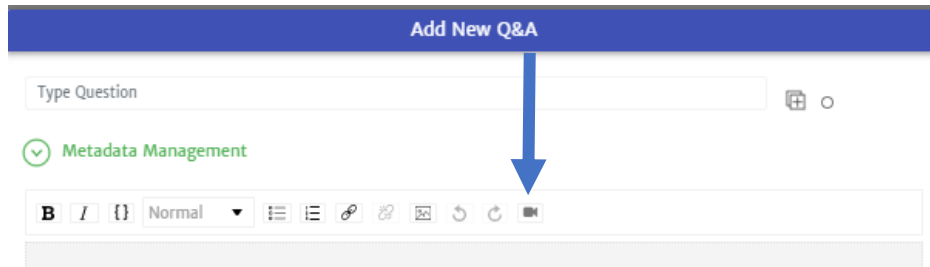 Add New Q&A
Type Question
Metadata Management
B I {} Normal